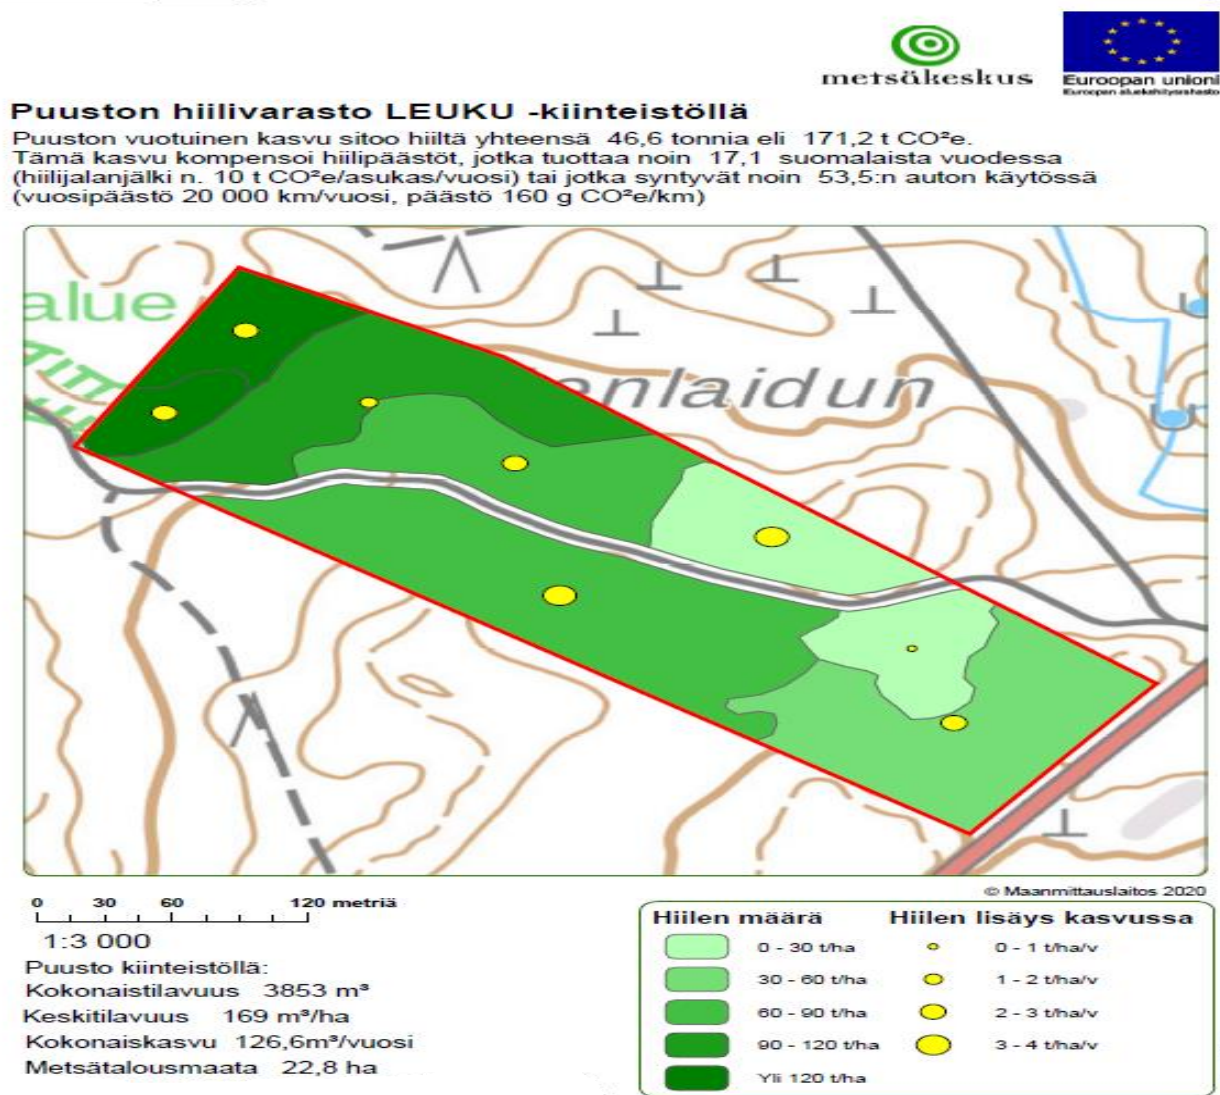 metsäkeskus
Euroopan unioni
Euroopan aluekehitysrahasto
Puuston hiilivarasto LEUKU -kiinteistöllä
Puuston vuotuinen kasvu sitoo hiiltä yhteensä 46,6 tonnia eli 171,2 t CO²e.
Tämä kasvu kompensoi hiilipäästöt, jotka tuottaa noin 17,1 suomalaista vuodessa
(hiilijalanjälki n. 10 t CO²e/asukas/vuosi) tai jotka syntyvät noin 53,5:n auton käytössä
(vuosipäästö 20 000 km/vuosi, päästö 160 g CO²e/km)
alue
enlaidun
© Maanmittauslaitos 2020
0 30 60 120 metriä
1:3 000
Puusto kiinteistöllä:
Kokonaistilavuus 3853 m³
Keskitilavuus 169 m³/ha
Kokonaiskasvu 126,6m³/vuosi
Metsätalousmaata 22,8 ha
Hiilen määrä
0 - 30 t/ha
30 - 60 t/ha
60 - 90 t/ha
90 - 120 t/ha
Yli 120 t/ha
Hiilen lisäys kasvussa
0 - 1 t/ha/v
1 - 2 t/ha/v
2 - 3 t/ha/v
3 - 4 t/ha/v